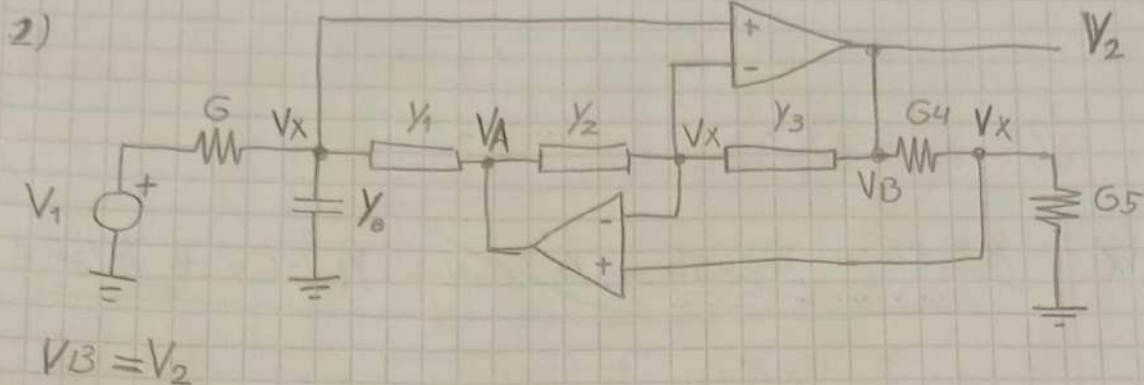 2)
+
-
V2
G
Vx
Y1
VA
Y2
Vx
Y3
G4
Vx
V1
+
Y0
-
+
VB
G5
VB = V2